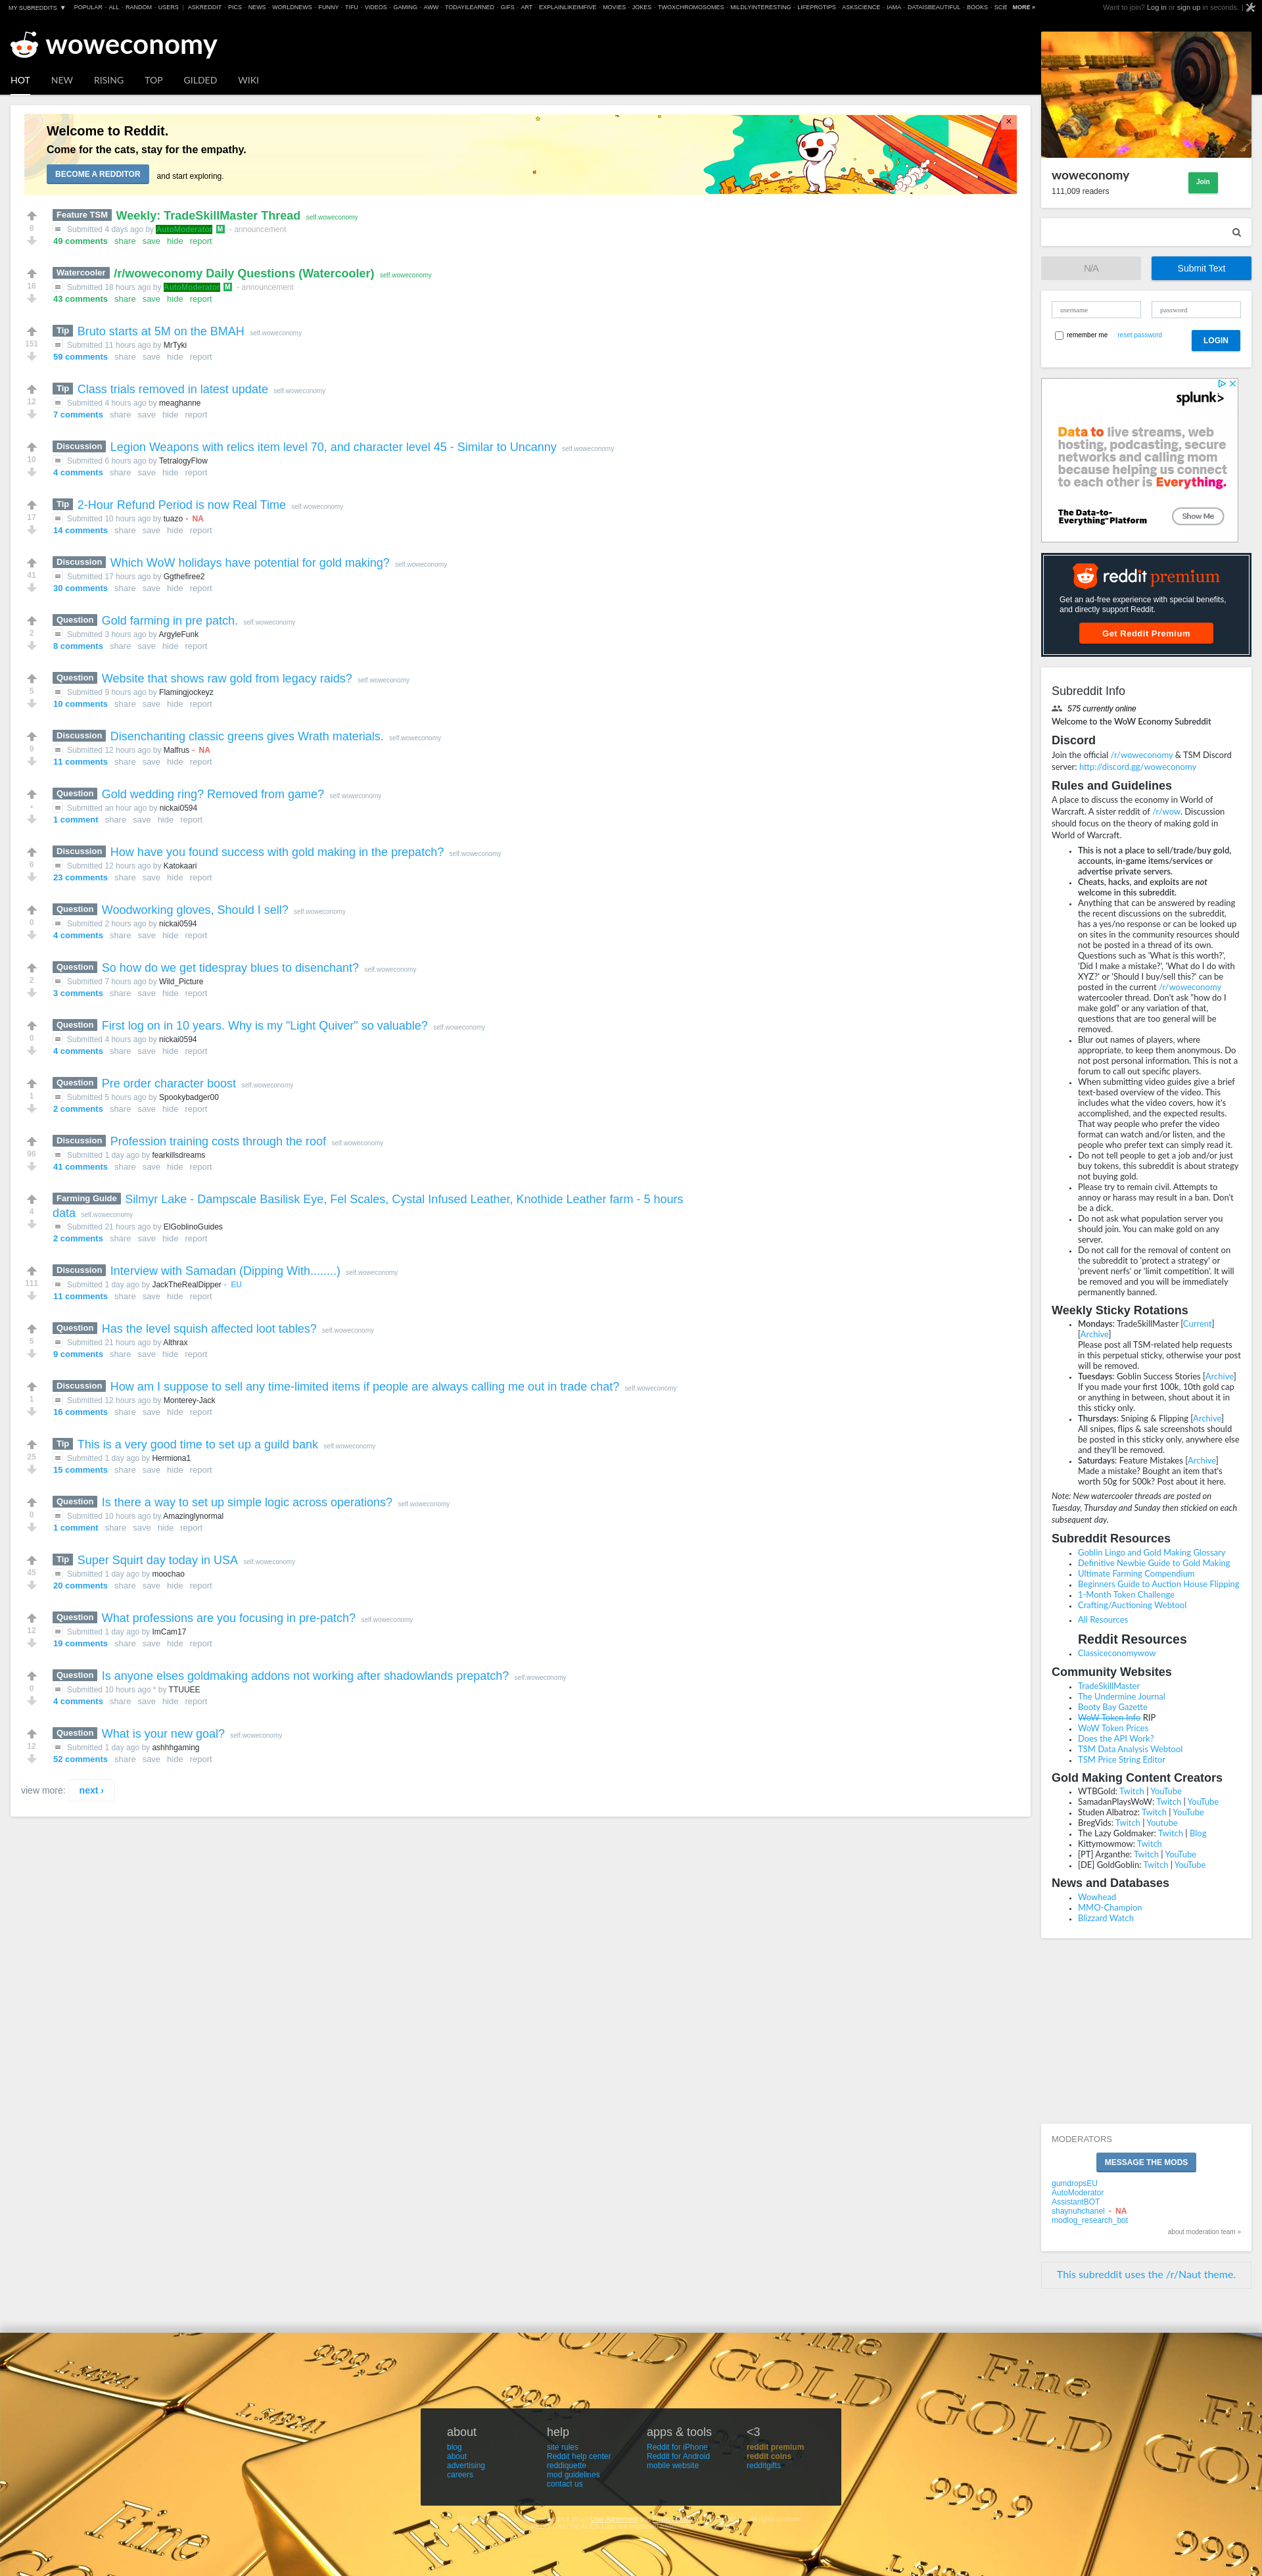 MY SUBREDDITS ▼ POPULAR - ALL - RANDOM - USERS | ASKREDDIT - PICS - NEWS - WORLDNEWS - FUNNY - TIFU - VIDEOS - GAMING - AWW - TODAYILEARNED - GIFS - ART - EXPLAINLIKEIMFIVE - MOVIES - JOKES - TWOXCHROMOSOMES - MILDLYINTERESTING - LIFEPROTIPS - ASKSCIENCE - IAMA - DATAISBEAUTIFUL - BOOKS - SCIE MORE »
Want to join? Log in or sign up in seconds. |
woweconomy
HOT NEW RISING TOP GILDED WIKI
Welcome to Reddit.
Come for the cats, stay for the empathy.
BECOME A REDDITOR and start exploring.
×
Feature TSM Weekly: TradeSkillMaster Thread self.woweconomy
8 Submitted 4 days ago by AutoModerator M - announcement
49 comments share save hide report
Watercooler /r/woweconomy Daily Questions (Watercooler) self.woweconomy
16 Submitted 18 hours ago by AutoModerator M - announcement
43 comments share save hide report
Tip Bruto starts at 5M on the BMAH self.woweconomy
151 Submitted 11 hours ago by MrTyki
59 comments share save hide report
Tip Class trials removed in latest update self.woweconomy
12 Submitted 4 hours ago by meaghanne
7 comments share save hide report
Discussion Legion Weapons with relics item level 70, and character level 45 - Similar to Uncanny self.woweconomy
10 Submitted 6 hours ago by TetralogyFlow
4 comments share save hide report
Tip 2-Hour Refund Period is now Real Time self.woweconomy
17 Submitted 10 hours ago by tuazo - NA
14 comments share save hide report
Discussion Which WoW holidays have potential for gold making? self.woweconomy
41 Submitted 17 hours ago by Ggthefiree2
30 comments share save hide report
Question Gold farming in pre patch. self.woweconomy
2 Submitted 3 hours ago by ArgyleFunk
8 comments share save hide report
Question Website that shows raw gold from legacy raids? self.woweconomy
5 Submitted 9 hours ago by Flamingjockeyz
10 comments share save hide report
Discussion Disenchanting classic greens gives Wrath materials. self.woweconomy
9 Submitted 12 hours ago by Malfrus - NA
11 comments share save hide report
Question Gold wedding ring? Removed from game? self.woweconomy
• Submitted an hour ago by nickai0594
1 comment share save hide report
Discussion How have you found success with gold making in the prepatch? self.woweconomy
6 Submitted 12 hours ago by Katokaari
23 comments share save hide report
Question Woodworking gloves, Should I sell? self.woweconomy
0 Submitted 2 hours ago by nickai0594
4 comments share save hide report
Question So how do we get tidespray blues to disenchant? self.woweconomy
2 Submitted 7 hours ago by Wild_Picture
3 comments share save hide report
Question First log on in 10 years. Why is my "Light Quiver" so valuable? self.woweconomy
0 Submitted 4 hours ago by nickai0594
4 comments share save hide report
Question Pre order character boost self.woweconomy
1 Submitted 5 hours ago by Spookybadger00
2 comments share save hide report
Discussion Profession training costs through the roof self.woweconomy
96 Submitted 1 day ago by fearkillsdreams
41 comments share save hide report
Farming Guide Silmyr Lake - Dampscale Basilisk Eye, Fel Scales, Cystal Infused Leather, Knothide Leather farm - 5 hours
data self.woweconomy
4 Submitted 21 hours ago by ElGoblinoGuides
2 comments share save hide report
Discussion Interview with Samadan (Dipping With........) self.woweconomy
111 Submitted 1 day ago by JackTheRealDipper - EU
11 comments share save hide report
Question Has the level squish affected loot tables? self.woweconomy
5 Submitted 21 hours ago by Althrax
9 comments share save hide report
Discussion How am I suppose to sell any time-limited items if people are always calling me out in trade chat? self.woweconomy
1 Submitted 12 hours ago by Monterey-Jack
16 comments share save hide report
Tip This is a very good time to set up a guild bank self.woweconomy
25 Submitted 1 day ago by Hermiona1
15 comments share save hide report
Question Is there a way to set up simple logic across operations? self.woweconomy
0 Submitted 10 hours ago by Amazinglynormal
1 comment share save hide report
Tip Super Squirt day today in USA self.woweconomy
45 Submitted 1 day ago by moochao
20 comments share save hide report
Question What professions are you focusing in pre-patch? self.woweconomy
12 Submitted 1 day ago by ImCam17
19 comments share save hide report
Question Is anyone elses goldmaking addons not working after shadowlands prepatch? self.woweconomy
0 Submitted 10 hours ago * by TTUUEE
4 comments share save hide report
Question What is your new goal? self.woweconomy
12 Submitted 1 day ago by ashhhgaming
52 comments share save hide report
view more: next ›
woweconomy
111,009 readers
Join
N/A Submit Text
username password
remember me reset password LOGIN
splunk>
Data to live streams, web
hosting, podcasting, secure
networks and calling mom
because helping us connect
to each other is Everything.
The Data-to-
Everything™ Platform
Show Me
reddit premium
Get an ad-free experience with special benefits,
and directly support Reddit.
Get Reddit Premium
Subreddit Info
575 currently online
Welcome to the WoW Economy Subreddit
Discord
Join the official /r/woweconomy & TSM Discord
server: http://discord.gg/woweconomy
Rules and Guidelines
A place to discuss the economy in World of
Warcraft. A sister reddit of /r/wow. Discussion
should focus on the theory of making gold in
World of Warcraft.
This is not a place to sell/trade/buy gold,
accounts, in-game items/services or
advertise private servers.
Cheats, hacks, and exploits are not
welcome in this subreddit.
Anything that can be answered by reading
the recent discussions on the subreddit,
has a yes/no response or can be looked up
on sites in the community resources should
not be posted in a thread of its own.
Questions such as 'What is this worth?',
'Did I make a mistake?', 'What do I do with
XYZ?' or 'Should I buy/sell this?' can be
posted in the current /r/woweconomy
watercooler thread. Don't ask "how do I
make gold" or any variation of that,
questions that are too general will be
removed.
Blur out names of players, where
appropriate, to keep them anonymous. Do
not post personal information. This is not a
forum to call out specific players.
When submitting video guides give a brief
text-based overview of the video. This
includes what the video covers, how it's
accomplished, and the expected results.
That way people who prefer the video
format can watch and/or listen, and the
people who prefer text can simply read it.
Do not tell people to get a job and/or just
buy tokens, this subreddit is about strategy
not buying gold.
Please try to remain civil. Attempts to
annoy or harass may result in a ban. Don't
be a dick.
Do not ask what population server you
should join. You can make gold on any
server.
Do not call for the removal of content on
the subreddit to 'protect a strategy' or
'prevent nerfs' or 'limit competition'. It will
be removed and you will be immediately
permanently banned.
Weekly Sticky Rotations
Mondays: TradeSkillMaster [Current]
[Archive]
Please post all TSM-related help requests
in this perpetual sticky, otherwise your post
will be removed.
Tuesdays: Goblin Success Stories [Archive]
If you made your first 100k, 10th gold cap
or anything in between, shout about it in
this sticky only.
Thursdays: Sniping & Flipping [Archive]
All snipes, flips & sale screenshots should
be posted in this sticky only, anywhere else
and they'll be removed.
Saturdays: Feature Mistakes [Archive]
Made a mistake? Bought an item that's
worth 50g for 500k? Post about it here.
Note: New watercooler threads are posted on
Tuesday, Thursday and Sunday then stickied on each
subsequent day.
Subreddit Resources
Goblin Lingo and Gold Making Glossary
Definitive Newbie Guide to Gold Making
Ultimate Farming Compendium
Beginners Guide to Auction House Flipping
1-Month Token Challenge
Crafting/Auctioning Webtool
All Resources
Reddit Resources
Classiceconomywow
Community Websites
TradeSkillMaster
The Undermine Journal
Booty Bay Gazette
WoW Token Info RIP
WoW Token Prices
Does the API Work?
TSM Data Analysis Webtool
TSM Price String Editor
Gold Making Content Creators
WTBGold: Twitch | YouTube
SamadanPlaysWoW: Twitch | YouTube
Studen Albatroz: Twitch | YouTube
BregVids: Twitch | Youtube
The Lazy Goldmaker: Twitch | Blog
Kittymowmow: Twitch
[PT] Arganthe: Twitch | YouTube
[DE] GoldGoblin: Twitch | YouTube
News and Databases
Wowhead
MMO-Champion
Blizzard Watch
MODERATORS
MESSAGE THE MODS
gumdropsEU
AutoModerator
AssistantBOT
shaynuhchanel - NA
modlog_research_bot
about moderation team »
This subreddit uses the /r/Naut theme.
about help apps & tools <3
blog site rules Reddit for iPhone reddit premium
about Reddit help center Reddit for Android reddit coins
advertising reddiquette mobile website redditgifts
careers mod guidelines
contact us
User Agreement
Fine
GOLD
999.9